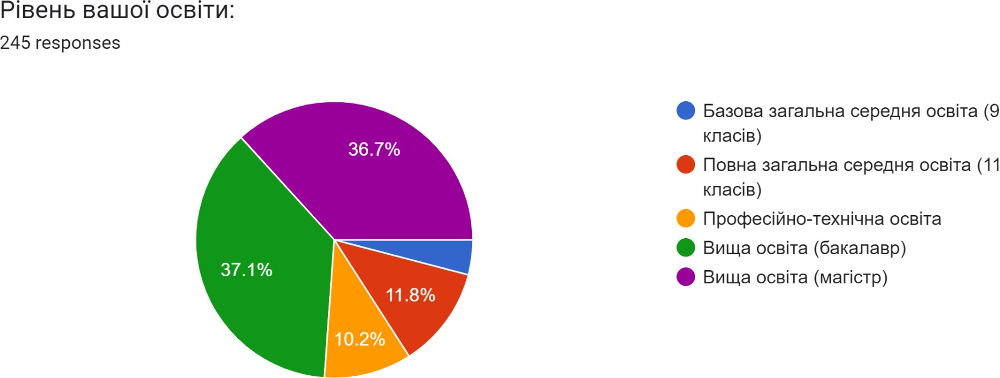 Рівень вашої освіти:
245 responses
36.7%
37.1%
11.8%
10.2%
Базова загальна середня освіта (9
класів)
Повна загальна середня освіта (11
класів)
Професійно-технічна освіта
Вища освіта (бакалавр)
Вища освіта (магістр)